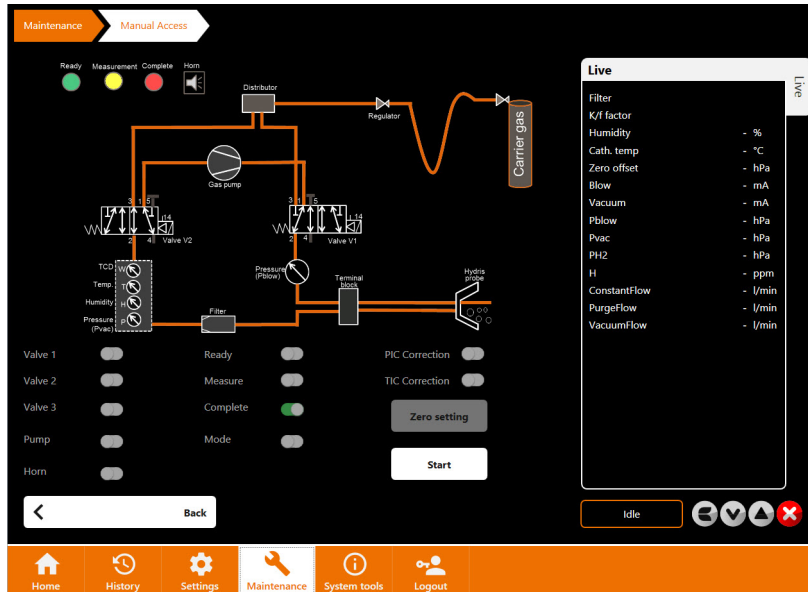 Maintenance
Manual Access
Ready Measurement Complete Horn
Distributor
Regulator
Carrier gas
Gas pump
3 1 5
14
2 4 Valve V2
3 1 5
14
2 4 Valve V1
TCD W
Temp. T
Humidity H
Pressure (Pvac) P
Filter
Pressure
(Pblow)
Terminal
block
Hydris
probe
Valve 1
Valve 2
Valve 3
Pump
Horn
Ready
Measure
Complete
Mode
PIC Correction
TIC Correction
Zero setting
Start
Back
Live
Live
Filter
K/f factor
Humidity - %
Cath. temp - °C
Zero offset - hPa
Blow - mA
Vacuum - mA
Pblow - hPa
Pvac - hPa
PH2 - hPa
H - ppm
ConstantFlow - l/min
PurgeFlow - l/min
VacuumFlow - l/min
Idle
Home
History
Settings
Maintenance
System tools
Logout